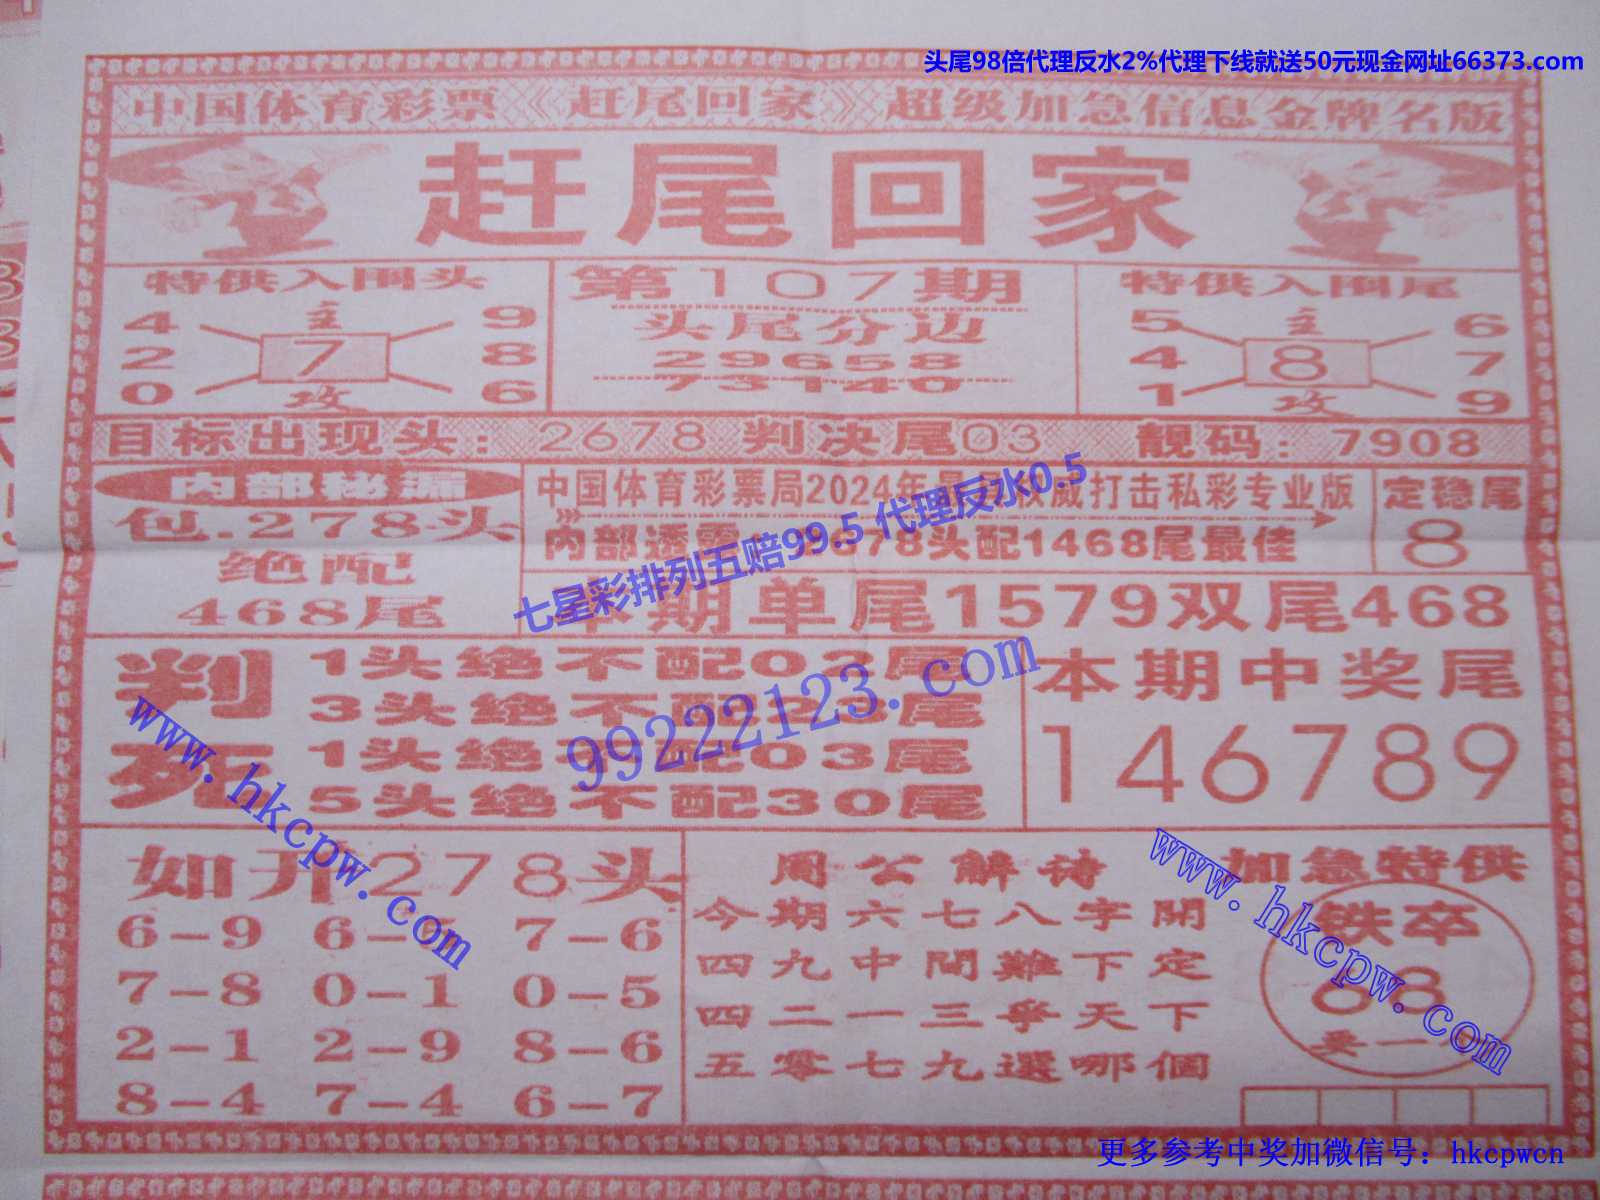 头尾98倍代理反水2%代理下线就送50元现金网址66373.com
中国体育彩票《赶尾回家》超级加急信息金牌名版
赶尾回家
特供入围头
4 主 9
2 7 8
0 攻 6
第107期
头尾分边
29658
73140
特供入围尾
5 主 6
4 8 7
1 攻 9
目标出现头：2678 判决尾03 靓码：7908
内部秘漏
包.278头
绝配
468尾
中国体育彩票局2024年 权威打击私彩专业版
内部透露 78头配1468尾最佳
定稳尾
8
七星彩排列五赔99.5 代理反水0.5
本期单尾1579双尾468
判死
1头绝不配02尾
3头绝不配 尾
1头绝不配03尾
5头绝不配30尾
99222123.com
本期中奖尾
146789
www.hkcpw.com
如开278头
6-9 6- 7-6
7-8 0-1 0-5
2-1 2-9 8-6
8-4 7-4 6-7
周公解诗
今期六七八字開
四九中間難下定
四二一三爭天下
五零七九選哪個
加急特供
铁卒
68
www.hkcpw.com
更多参考中奖加微信号：hkcpwcn